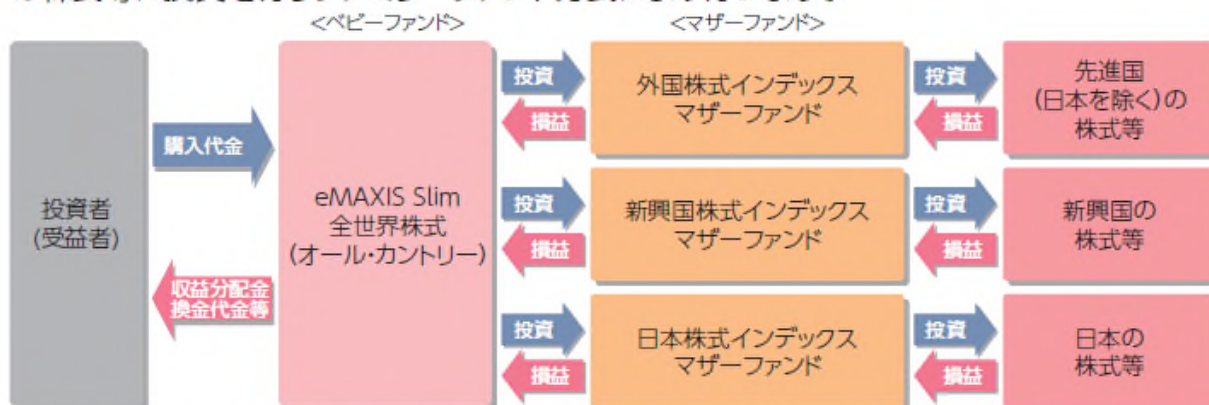 <ベビーファンド>
<マザーファンド>
投資者
(受益者)
購入代金
収益分配金
換金代金等
eMAXIS Slim
全世界株式
(オール・カントリー)
投資
損益
外国株式インデックス
マザーファンド
投資
損益
先進国
(日本を除く)の
株式等
投資
損益
新興国株式インデックス
マザーファンド
投資
損益
新興国の
株式等
投資
損益
日本株式インデックス
マザーファンド
投資
損益
日本の
株式等